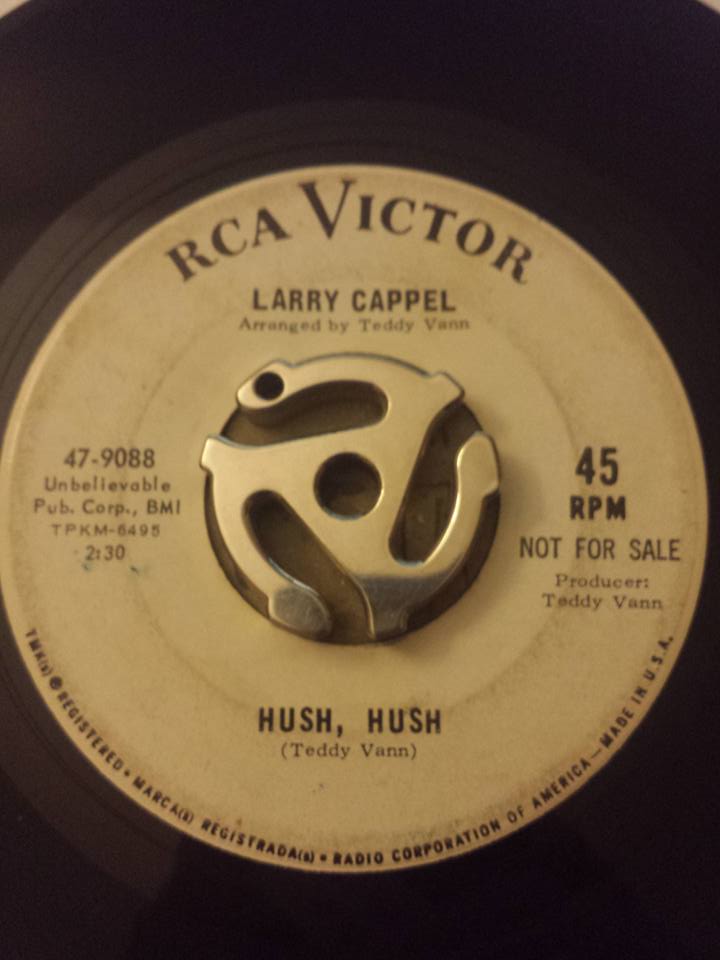 RCA VICTOR
LARRY CAPPEL
Arranged by Teddy Vann
47-9088
Unbelievable
Pub. Corp., BMI
TPKM-6495
2:30
45
RPM
NOT FOR SALE
Producer:
Teddy Vann
HUSH, HUSH
(Teddy Vann)
TMK(s) ® REGISTERED • MARCA(s) REGISTRADA(s) • RADIO CORPORATION OF AMERICA — MADE IN U.S.A.